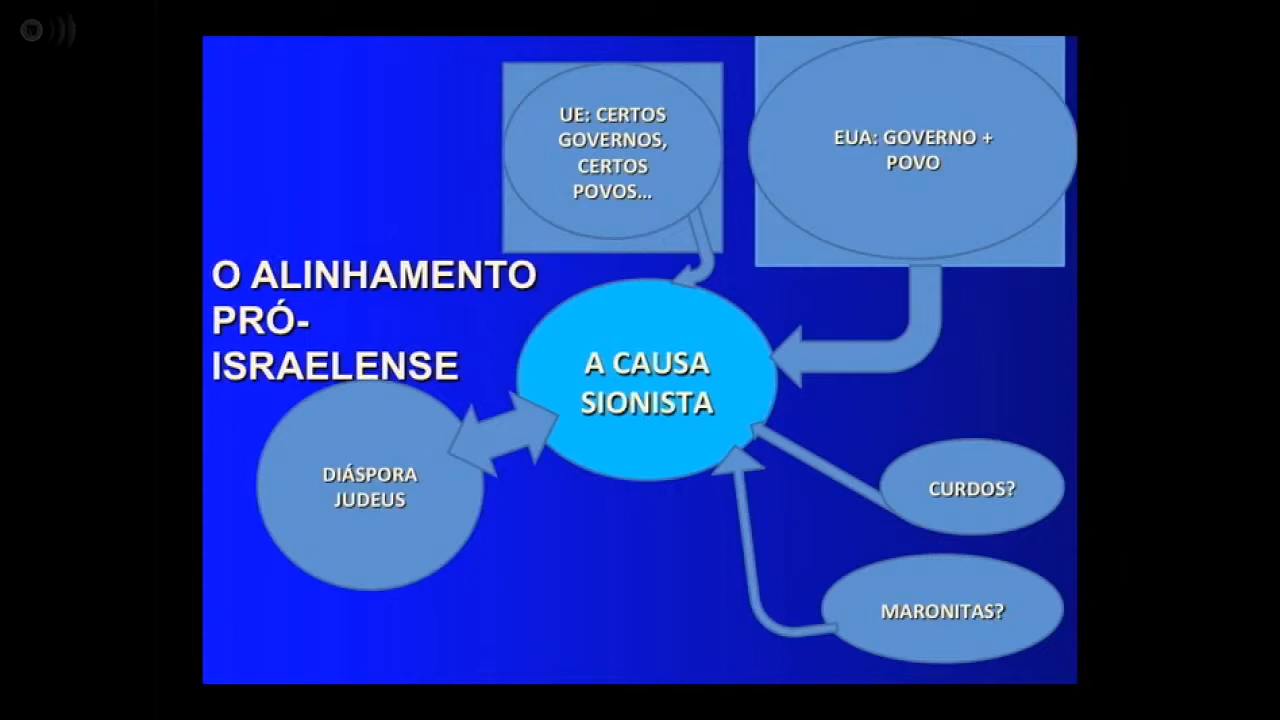 UE: CERTOS
GOVERNOS,
CERTOS
POVOS...
EUA: GOVERNO +
POVO
O ALINHAMENTO
PRÓ-
ISRAELENSE
A CAUSA
SIONISTA
DIÁSPORA
JUDEUS
CURDOS?
MARONITAS?